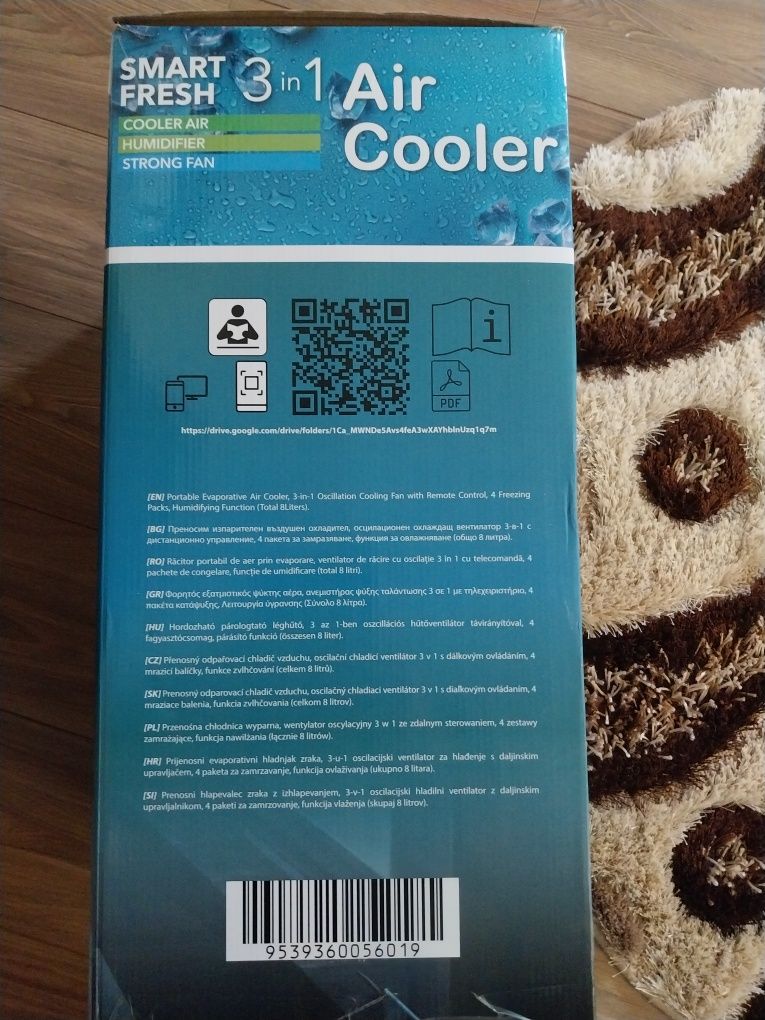 SMART FRESH 3 in 1 Air Cooler
COOLER AIR
HUMIDIFIER
STRONG FAN
i
PDF
https://drive.google.com/drive/folders/1Ca_MWNDe5Avs4feA3wXAYhblnUzq1q7m
[EN] Portable Evaporative Air Cooler, 3-in-1 Oscillation Cooling Fan with Remote Control, 4 Freezing
Packs, Humidifying Function (Total 8Liters).
[BG] Преносим изпарителен въздушен охладител, осцилационен охлаждащ вентилатор 3-в-1 с
дистанционно управление, 4 пакета за замразяване, функция за овлажняване (общо 8 литра).
[RO] Răcitor portabil de aer prin evaporare, ventilator de răcire cu oscilație 3 in 1 cu telecomandă, 4
pachete de congelare, funcție de umidificare (total 8 litri).
[GR] Φορητός εξατμιστικός ψύκτης αέρα, ανεμιστήρας ψύξης ταλάντωσης 3 σε 1 με τηλεχειριστήριο, 4
πακέτα κατάψυξης, Λειτουργία ύγρανσης (Σύνολο 8 λίτρα).
[HU] Hordozható párologtató léghűtő, 3 az 1-ben oszcillációs hűtőventilátor távirányítóval, 4
fagyasztócsomag, párásító funkció (összesen 8 liter).
[CZ] Přenosný odpařovací chladič vzduchu, oscilační chladicí ventilátor 3 v 1 s dálkovým ovládáním, 4
mrazicí balíčky, funkce zvlhčování (celkem 8 litrů).
[SK] Prenosný odparovací chladič vzduchu, oscilačný chladiaci ventilátor 3 v 1 s diaľkovým ovládaním, 4
mraziace balenia, funkcia zvlhčovania (celkom 8 litrov).
[PL] Przenośna chłodnica wyparna, wentylator oscylacyjny 3 w 1 ze zdalnym sterowaniem, 4 zestawy
zamrażające, funkcja nawilżania (łącznie 8 litrów).
[HR] Prijenosni evaporativni hladnjak zraka, 3-u-1 oscilacijski ventilator za hlađenje s daljinskim
upravljačem, 4 paketa za zamrzavanje, funkcija ovlaživanja (ukupno 8 litara).
[SI] Prenosni hlapevalec zraka z izhlapevanjem, 3-v-1 oscilacijski hladilni ventilator z daljinskim
upravljalnikom, 4 paketi za zamrzovanje, funkcija vlaženja (skupaj 8 litrov).
9539360056019